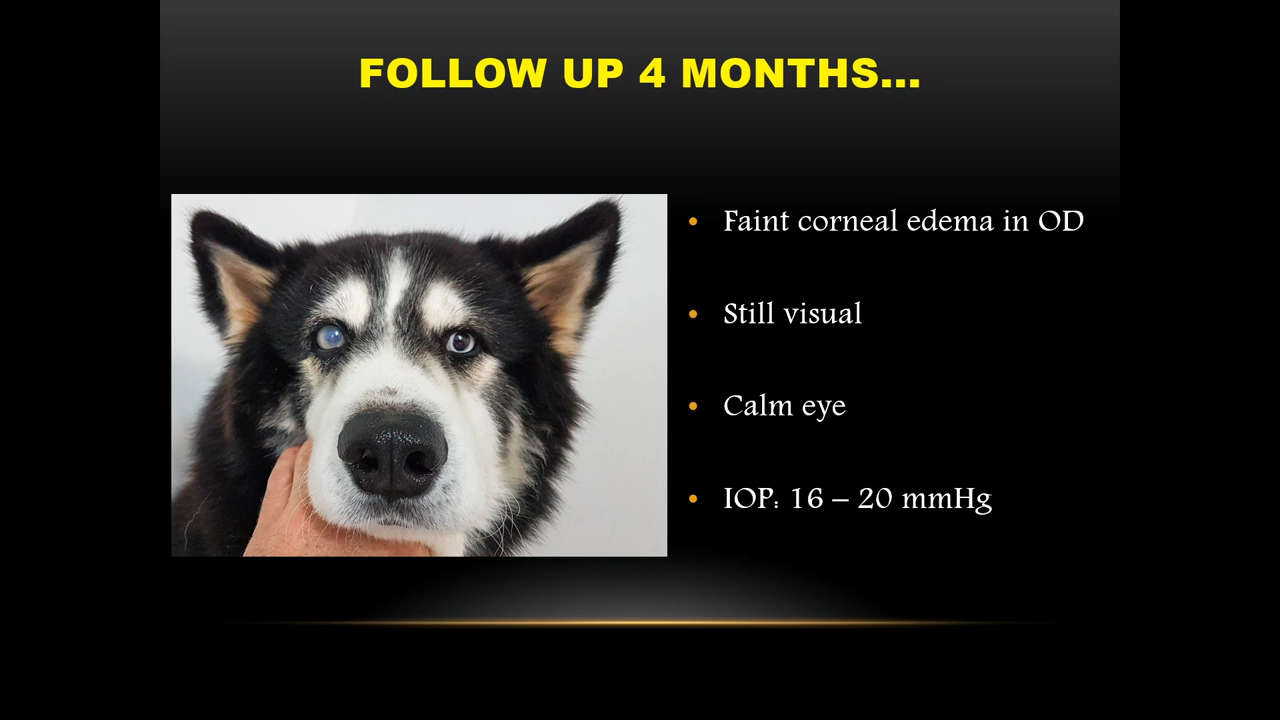 FOLLOW UP 4 MONTHS...
• Faint corneal edema in OD
• Still visual
• Calm eye
• IOP: 16 – 20 mmHg